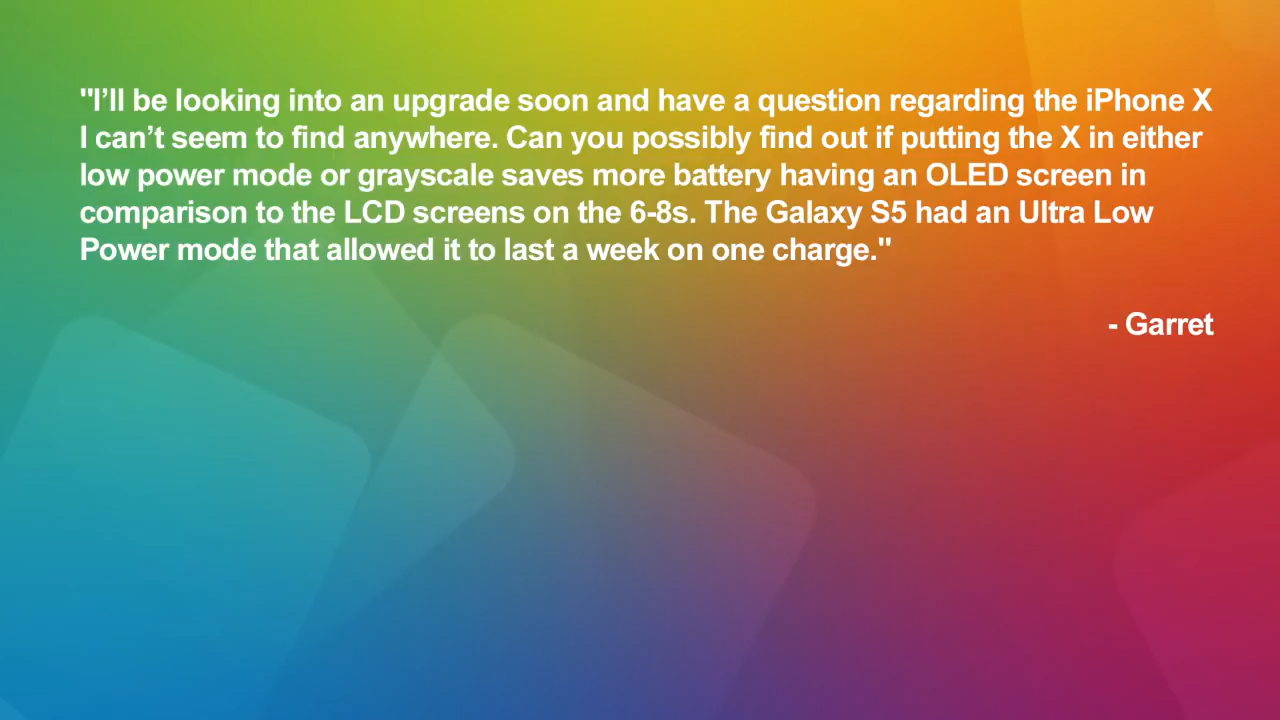 "I’ll be looking into an upgrade soon and have a question regarding the iPhone X
I can’t seem to find anywhere. Can you possibly find out if putting the X in either
low power mode or grayscale saves more battery having an OLED screen in
comparison to the LCD screens on the 6-8s. The Galaxy S5 had an Ultra Low
Power mode that allowed it to last a week on one charge."
- Garret